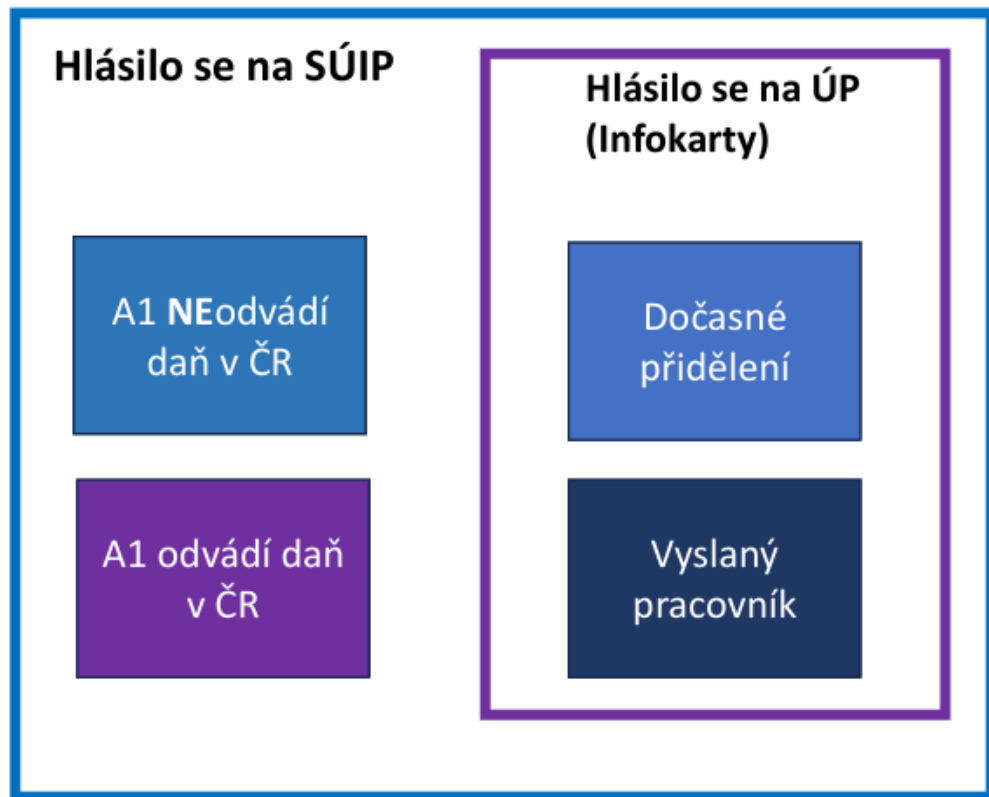 Hlásilo se na SÚIP
Hlásilo se na ÚP
(Infokarty)
A1 NEodvádí
daň v ČR
Dočasné
přidělení
A1 odvádí daň
v ČR
Vyslaný
pracovník